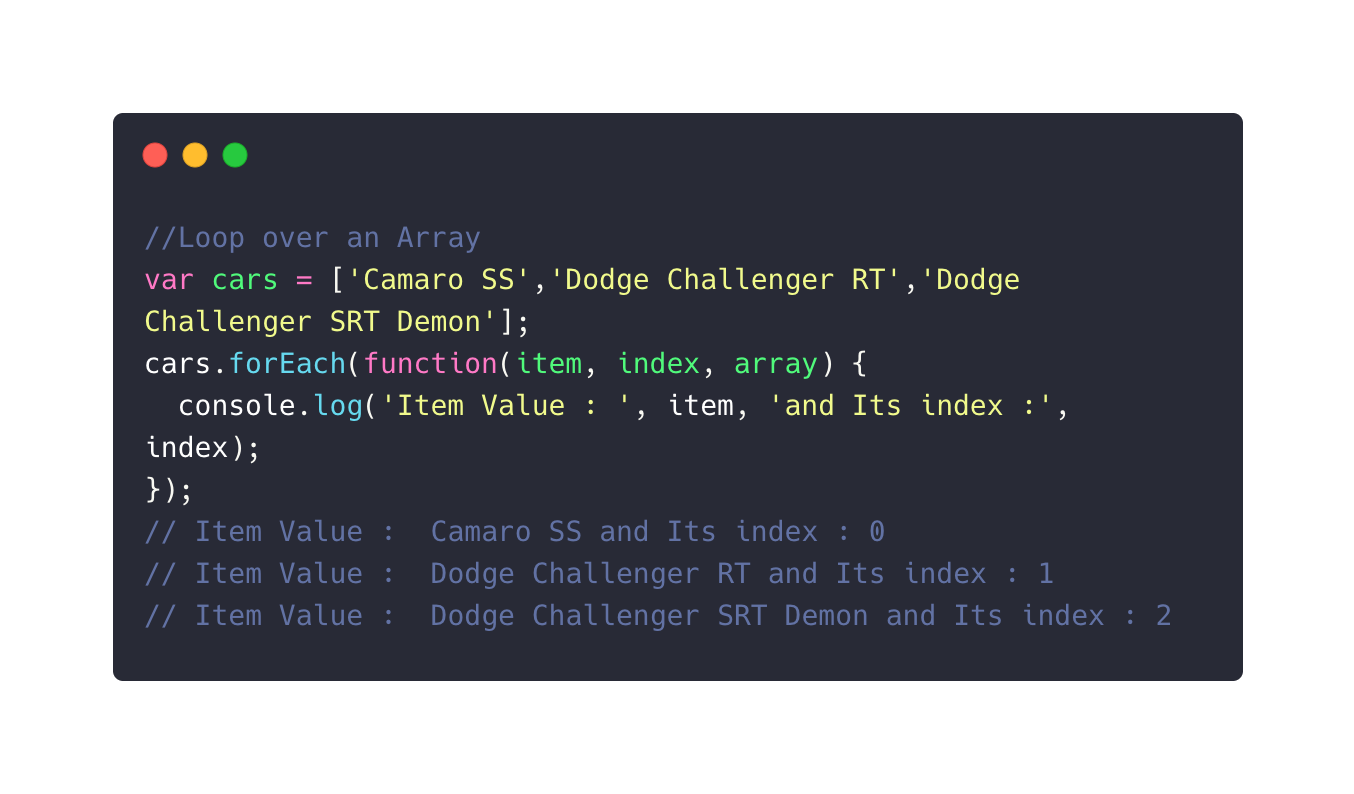 //Loop over an Array
var cars = ['Camaro SS','Dodge Challenger RT','Dodge
Challenger SRT Demon'];
cars.forEach(function(item, index, array) {
  console.log('Item Value : ', item, 'and Its index :',
index);
});
// Item Value :  Camaro SS and Its index : 0
// Item Value :  Dodge Challenger RT and Its index : 1
// Item Value :  Dodge Challenger SRT Demon and Its index : 2